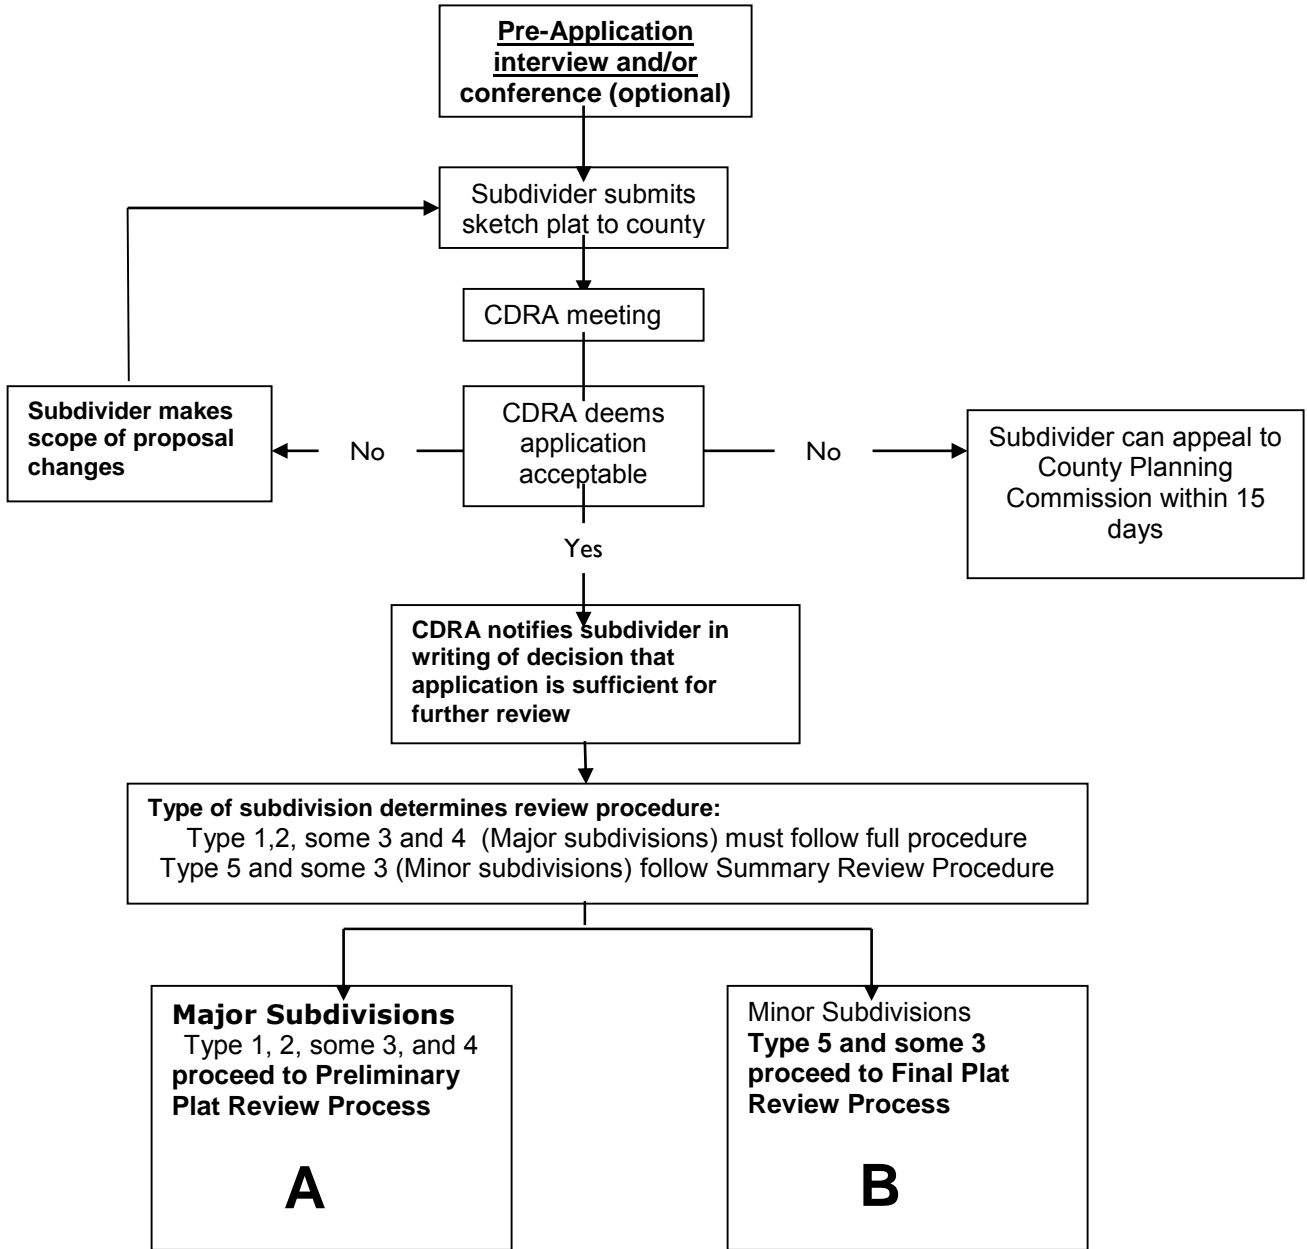 Pre-Application
interview and/or
conference (optional)
Subdivider submits
sketch plat to county
CDRA meeting
Subdivider makes
scope of proposal
changes
No
CDRA deems
application
acceptable
No
Subdivider can appeal to
County Planning
Commission within 15
days
Yes
CDRA notifies subdivider in
writing of decision that
application is sufficient for
further review
Type of subdivision determines review procedure:
Type 1,2, some 3 and 4 (Major subdivisions) must follow full procedure
Type 5 and some 3 (Minor subdivisions) follow Summary Review Procedure
Major Subdivisions
Type 1, 2, some 3, and 4
proceed to Preliminary
Plat Review Process
A
Minor Subdivisions
Type 5 and some 3
proceed to Final Plat
Review Process
B